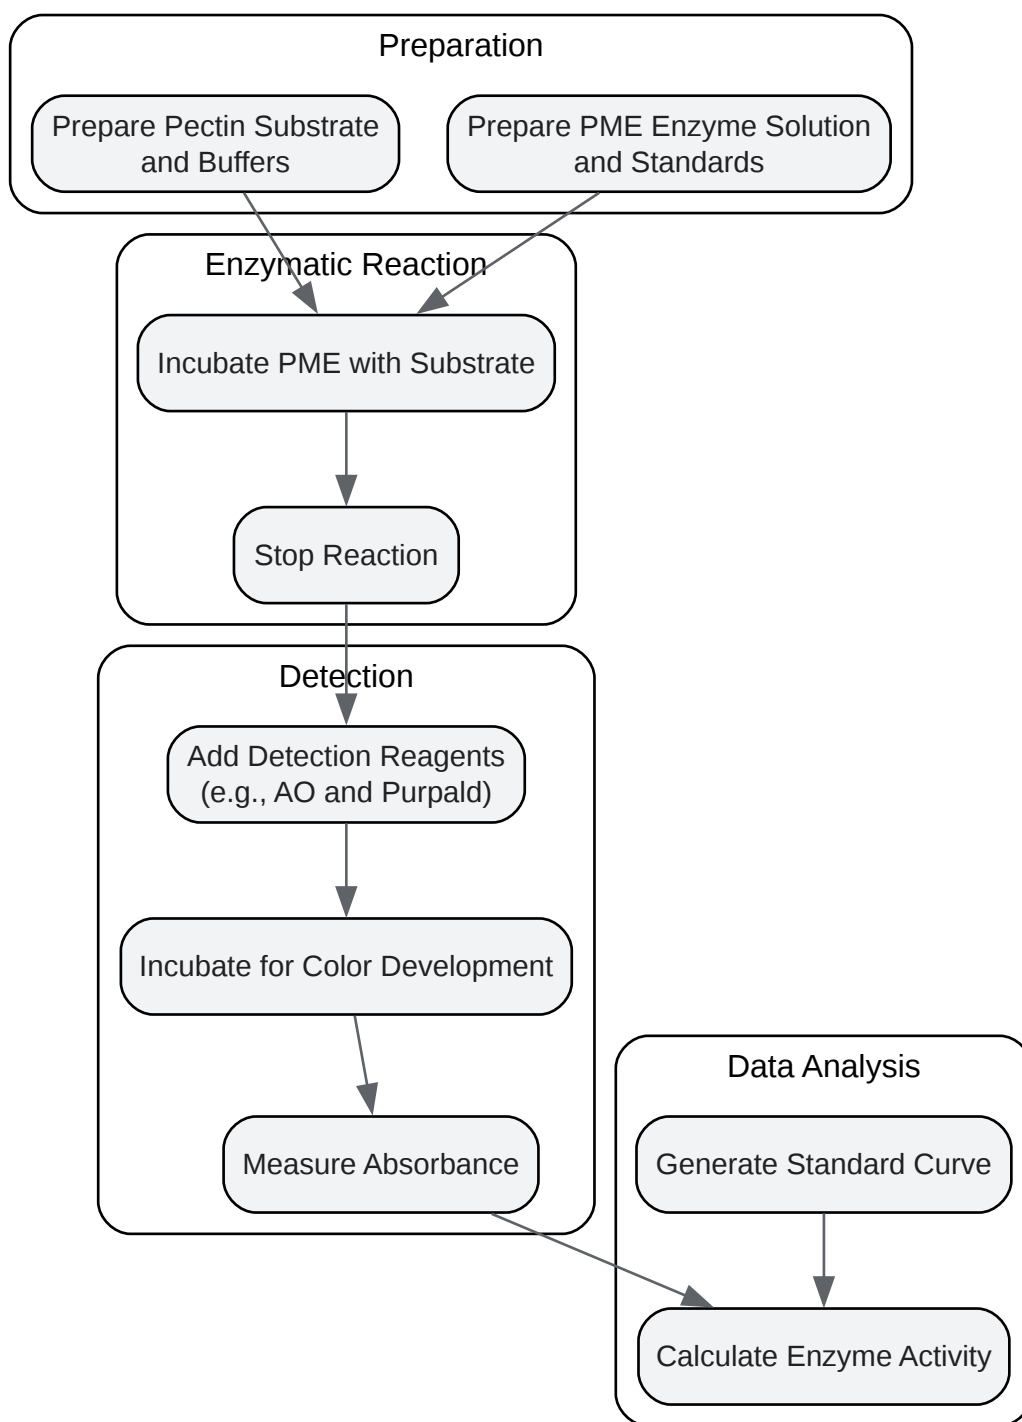 Preparation
Prepare Pectin Substrate
and Buffers
Prepare PME Enzyme Solution
and Standards
Enzymatic Reaction
Incubate PME with Substrate
Stop Reaction
Detection
Add Detection Reagents
(e.g., AO and Purpald)
Incubate for Color Development
Measure Absorbance
Data Analysis
Generate Standard Curve
Calculate Enzyme Activity